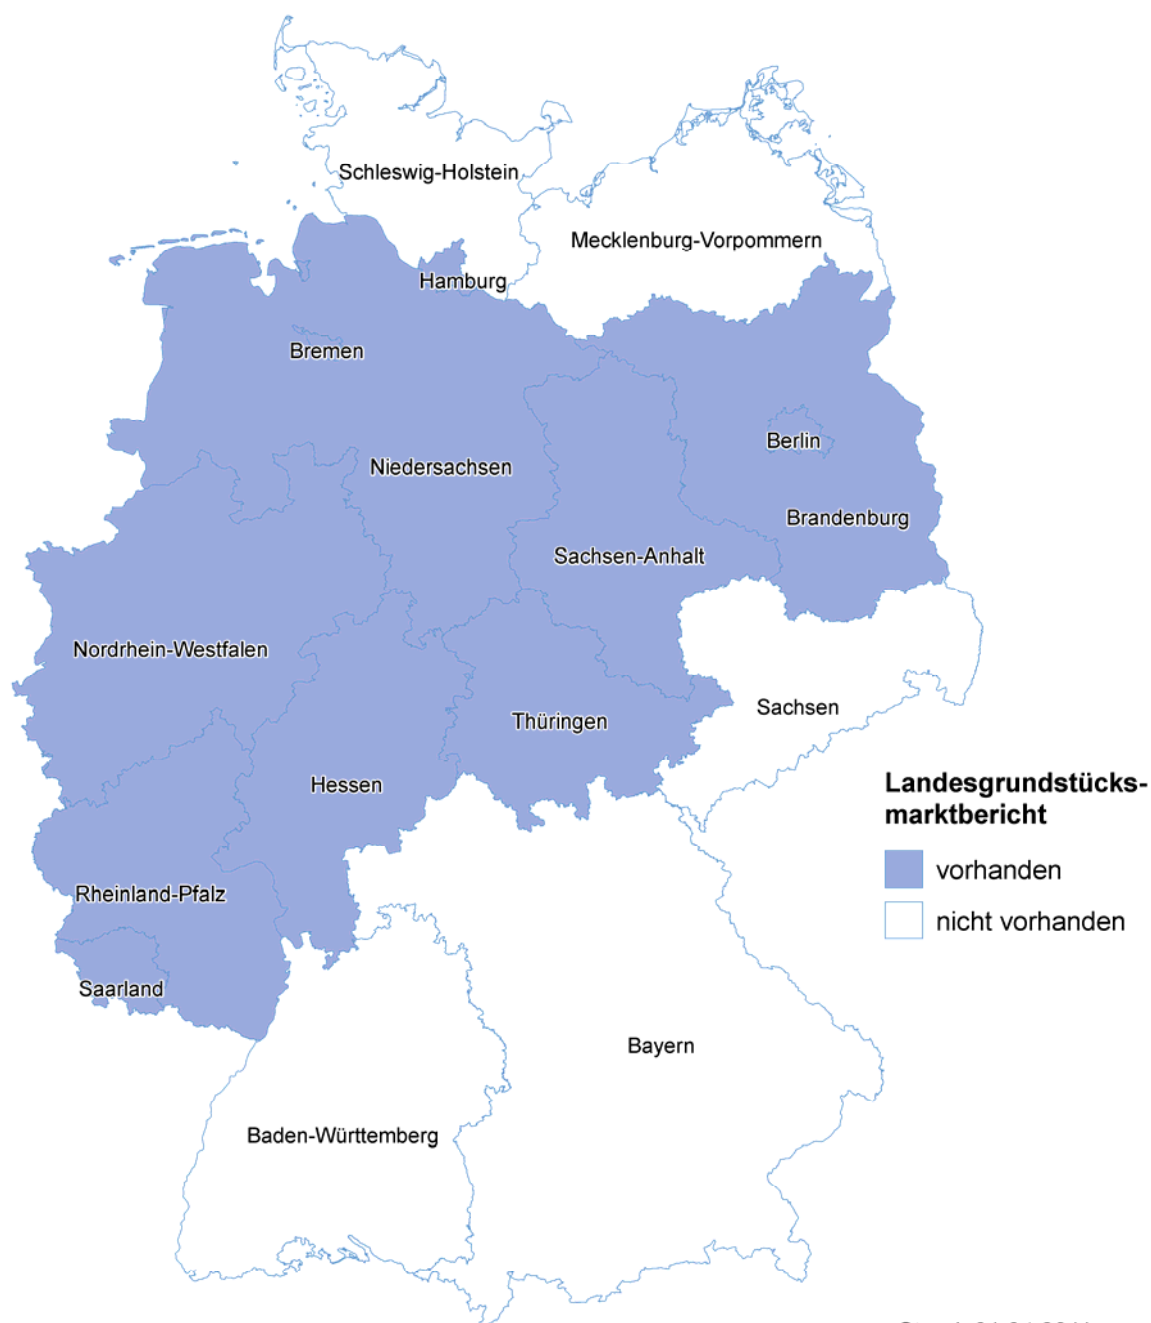 Schleswig-Holstein
Mecklenburg-Vorpommern
Hamburg
Bremen
Berlin
Niedersachsen
Brandenburg
Sachsen-Anhalt
Nordrhein-Westfalen
Sachsen
Thüringen
Hessen
Landesgrundstücks-
marktbericht
vorhanden
Rheinland-Pfalz
nicht vorhanden
Saarland
Bayern
Baden-Württemberg